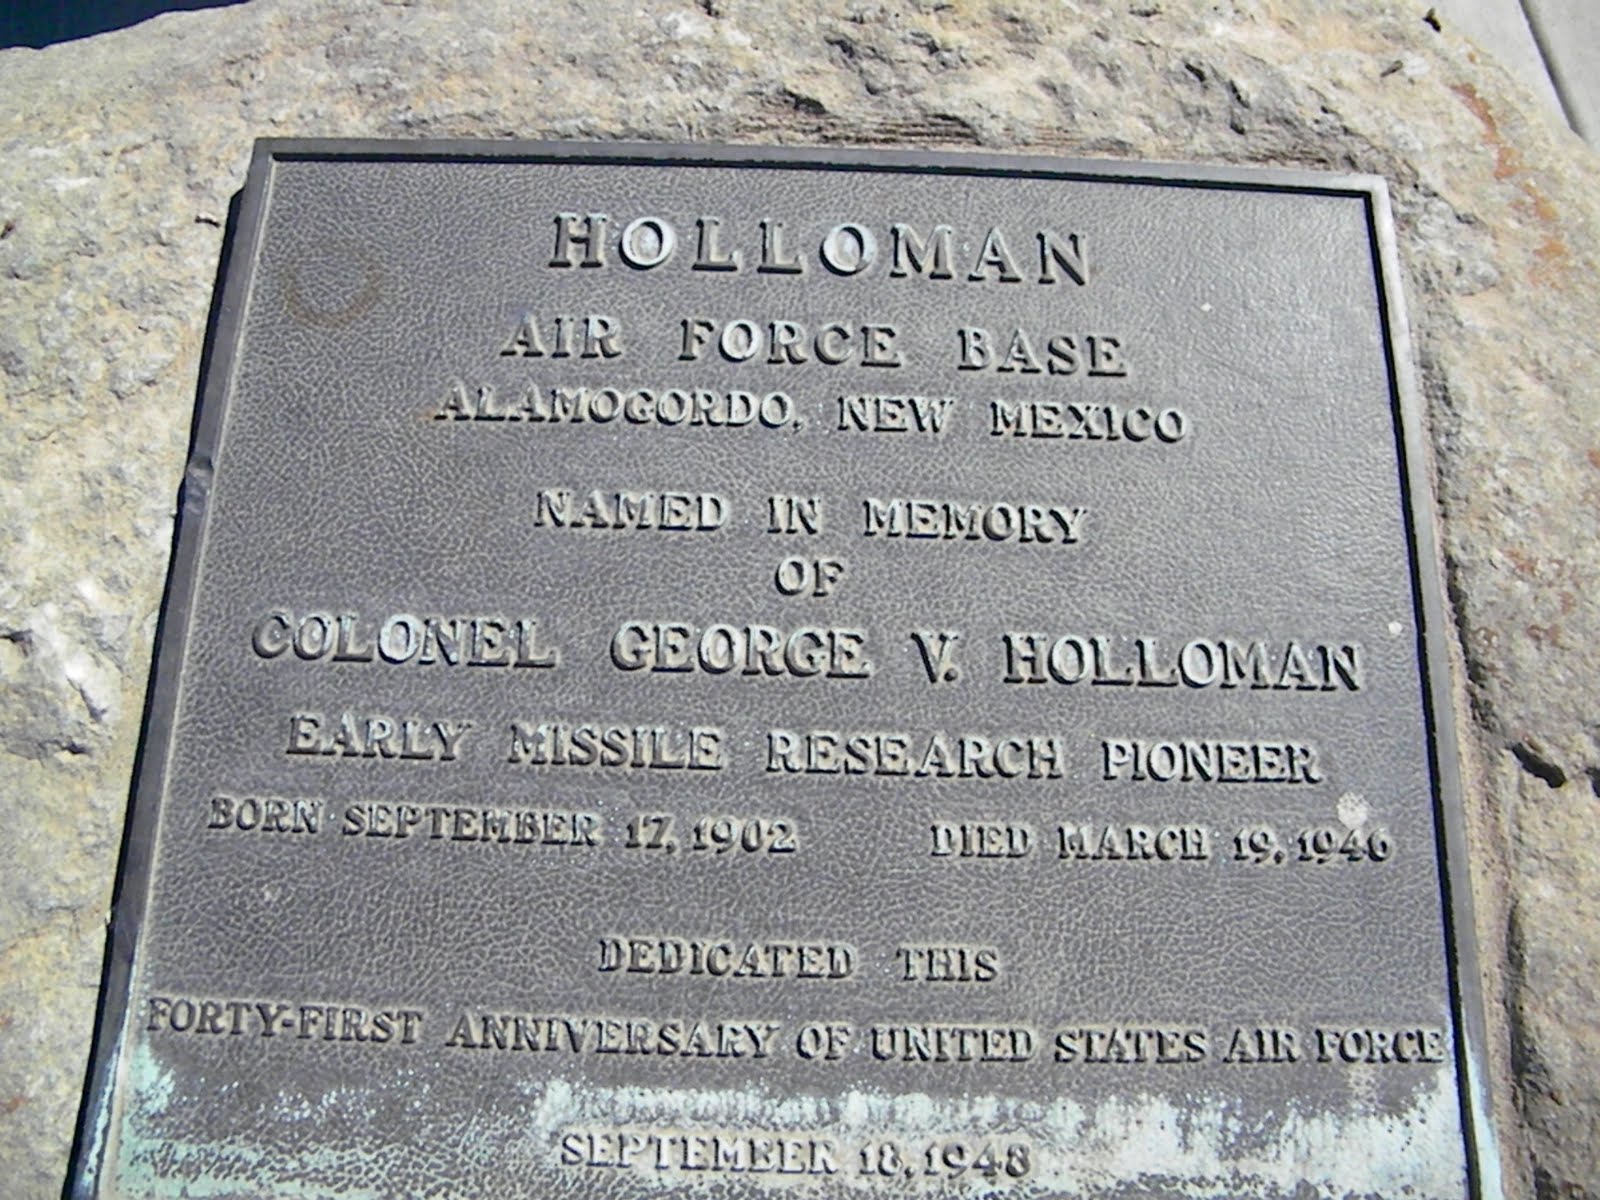 HOLLOMAN
AIR FORCE BASE
ALAMOGORDO, NEW MEXICO
NAMED IN MEMORY
OF
COLONEL GEORGE V. HOLLOMAN
EARLY MISSILE RESEARCH PIONEER
BORN SEPTEMBER 17, 1902 DIED MARCH 19, 1946
DEDICATED THIS
FORTY-FIRST ANNIVERSARY OF UNITED STATES AIR FORCE
SEPTEMBER 18, 1948